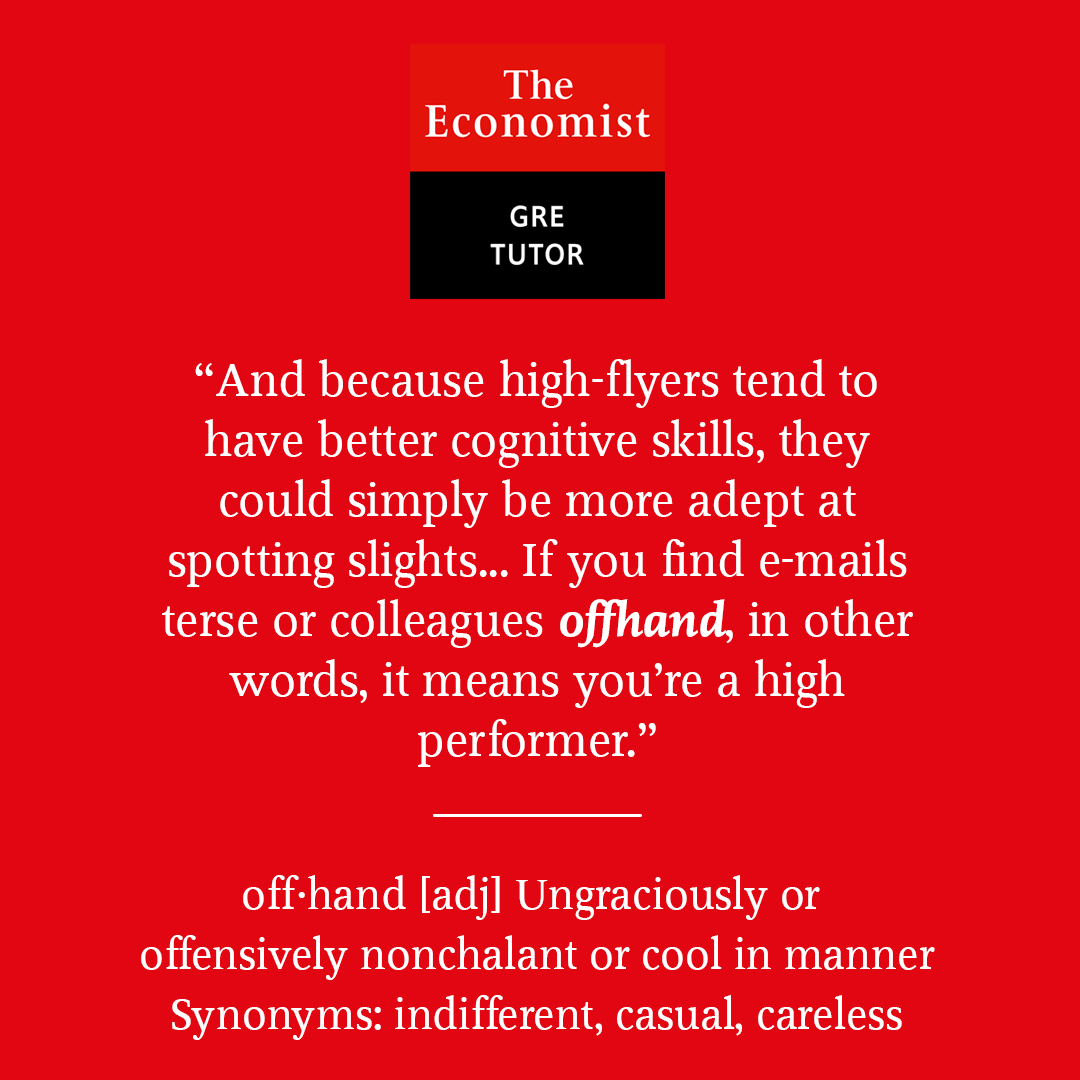 The
Economist
GRE
TUTOR
“And because high-flyers tend to
have better cognitive skills, they
could simply be more adept at
spotting slights... If you find e-mails
terse or colleagues offhand, in other
words, it means you’re a high
performer.”
off·hand [adj] Ungraciously or
offensively nonchalant or cool in manner
Synonyms: indifferent, casual, careless